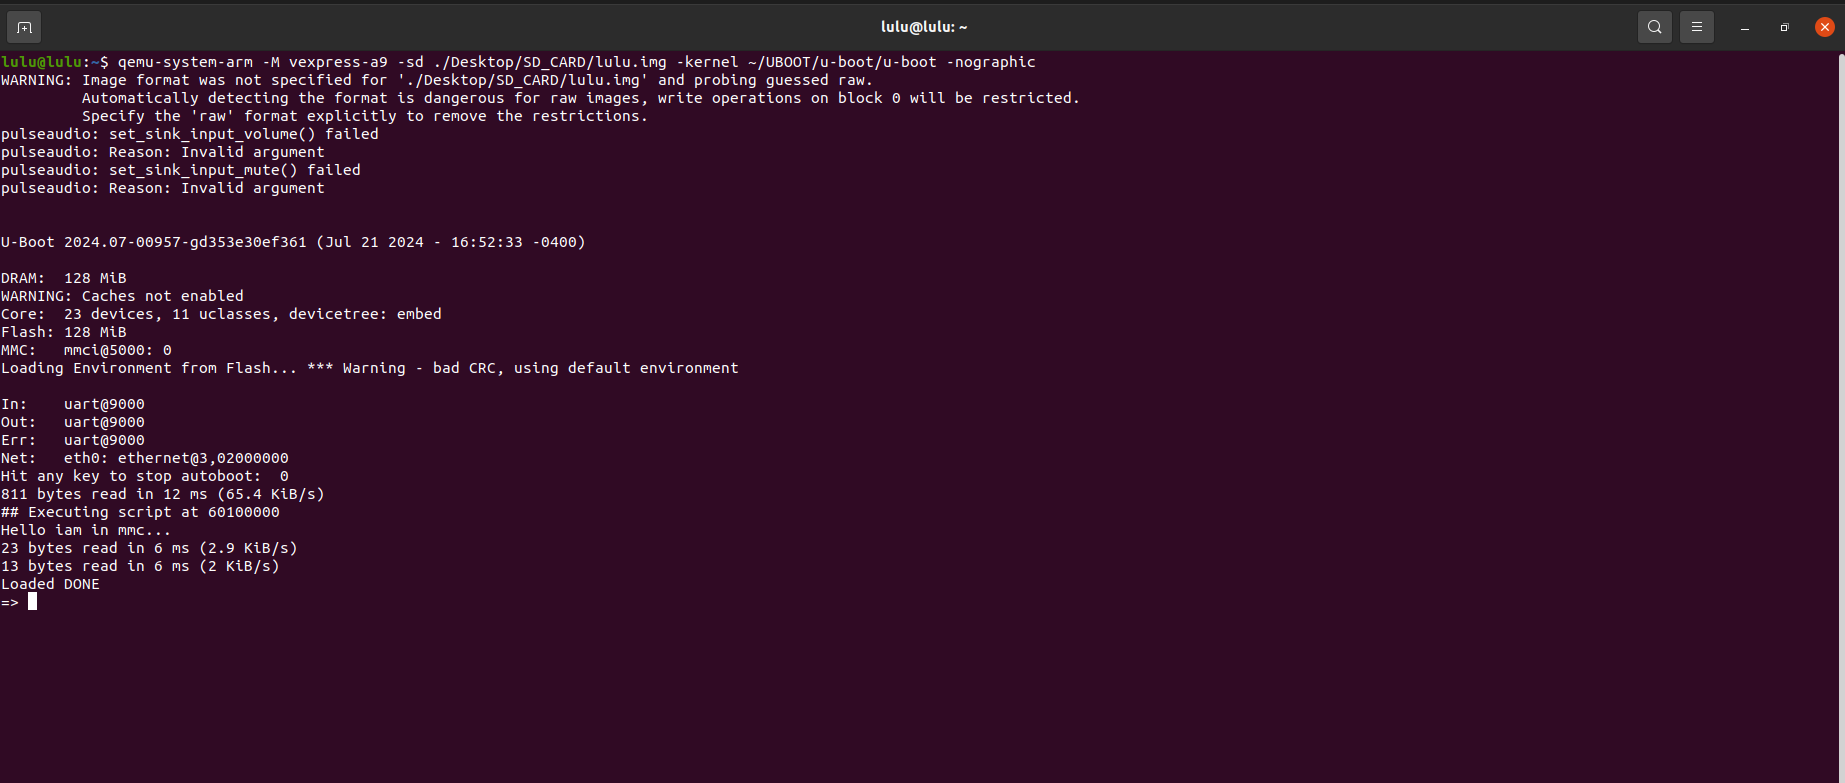 lulu@lulu: ~
lulu@lulu:~$ qemu-system-arm -M vexpress-a9 -sd ./Desktop/SD_CARD/lulu.img -kernel ~/UBOOT/u-boot/u-boot -nographic
WARNING: Image format was not specified for './Desktop/SD_CARD/lulu.img' and probing guessed raw.
         Automatically detecting the format is dangerous for raw images, write operations on block 0 will be restricted.
         Specify the 'raw' format explicitly to remove the restrictions.
pulseaudio: set_sink_input_volume() failed
pulseaudio: Reason: Invalid argument
pulseaudio: set_sink_input_mute() failed
pulseaudio: Reason: Invalid argument
U-Boot 2024.07-00957-gd353e30ef361 (Jul 21 2024 - 16:52:33 -0400)
DRAM:  128 MiB
WARNING: Caches not enabled
Core:  23 devices, 11 uclasses, devicetree: embed
Flash: 128 MiB
MMC:   mmci@5000: 0
Loading Environment from Flash... *** Warning - bad CRC, using default environment
In:    uart@9000
Out:   uart@9000
Err:   uart@9000
Net:   eth0: ethernet@3,02000000
Hit any key to stop autoboot:  0
811 bytes read in 12 ms (65.4 KiB/s)
## Executing script at 60100000
Hello iam in mmc...
23 bytes read in 6 ms (2.9 KiB/s)
13 bytes read in 6 ms (2 KiB/s)
Loaded DONE
=>